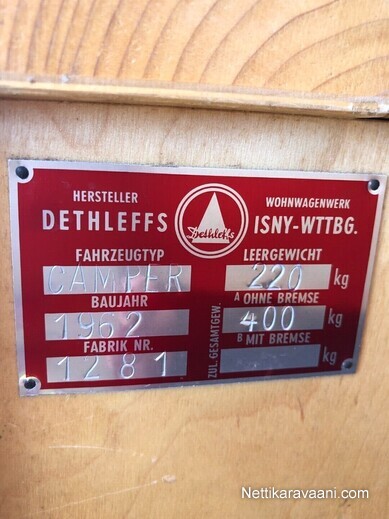 HERSTELLER
DETHLEFFS
Dethleffs
WOHNWAGENWERK
ISNY-WTTBG.
FAHRZEUGTYP
CAMPER
BAUJAHR
1962
FABRIK NR.
1281
LEERGEWICHT
220 kg
ZUL. GESAMTGEW.
A OHNE BREMSE
400 kg
B MIT BREMSE
kg
Nettikaravaani.com